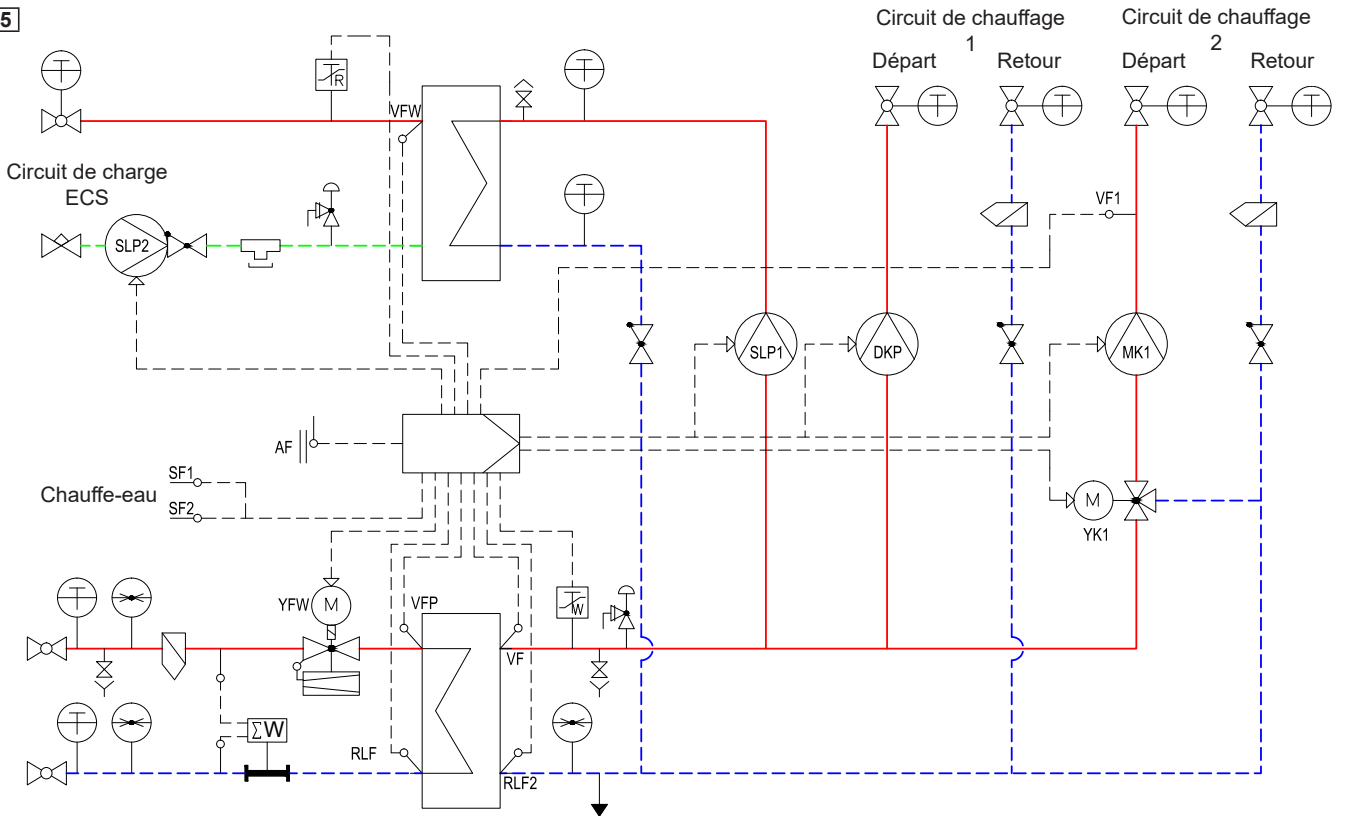 5
Circuit de chauffage
1
Départ
Retour
Circuit de chauffage
2
Départ
Retour
T
T
T
T
T
T
R
VFW
Circuit de charge
ECS
T
VF1
SLP2
SLP1
DKP
MK1
AF
SF1
Chauffe-eau
SF2
M
YK1
T
YFW
M
VFP
W
VF
T
ΣW
RLF
RLF2